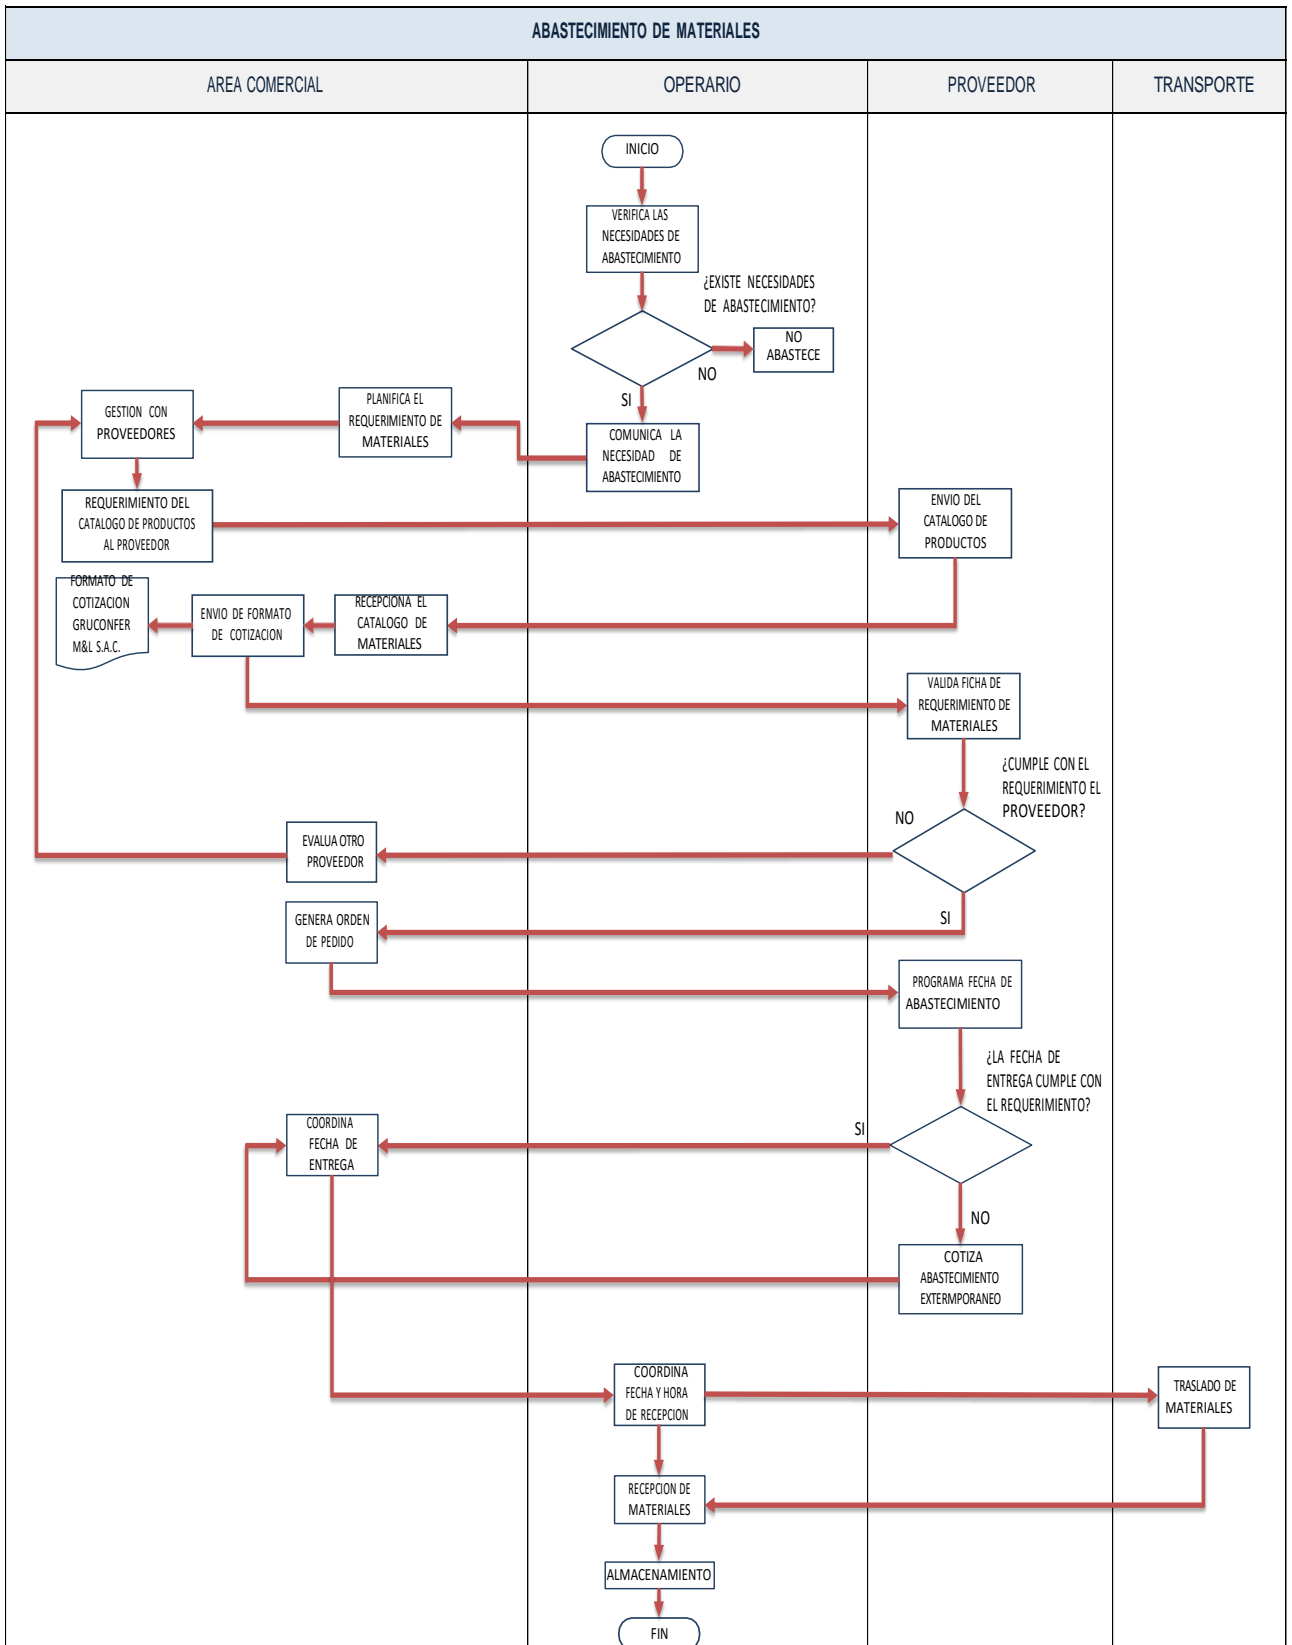 ABASTECIMIENTO DE MATERIALES
AREA COMERCIAL
OPERARIO
PROVEEDOR
TRANSPORTE
INICIO
VERIFICA LAS
NECESIDADES DE
ABASTECIMIENTO
¿EXISTE NECESIDADES
DE ABASTECIMIENTO?
NO
ABASTECE
NO
SI
GESTION CON
PROVEEDORES
PLANIFICA EL
REQUERIMIENTO DE
MATERIALES
COMUNICA LA
NECESIDAD DE
ABASTECIMIENTO
REQUERIMIENTO DEL
CATALOGO DE PRODUCTOS
AL PROVEEDOR
ENVIO DEL
CATALOGO DE
PRODUCTOS
FORMATO DE
COTIZACION
GRUCONFER
M&L S.A.C.
ENVIO DE FORMATO
DE COTIZACION
RECEPCIONA EL
CATALOGO DE
MATERIALES
VALIDA FICHA DE
REQUERIMIENTO DE
MATERIALES
¿CUMPLE CON EL
REQUERIMIENTO EL
PROVEEDOR?
NO
EVALUA OTRO
PROVEEDOR
SI
GENERA ORDEN
DE PEDIDO
PROGRAMA FECHA DE
ABASTECIMIENTO
¿LA FECHA DE
ENTREGA CUMPLE CON
EL REQUERIMIENTO?
SI
COORDINA
FECHA DE
ENTREGA
NO
COTIZA
ABASTECIMIENTO
EXTERMPORANEO
COORDINA
FECHA Y HORA
DE RECEPCION
TRASLADO DE
MATERIALES
RECEPCION DE
MATERIALES
ALMACENAMIENTO
FIN